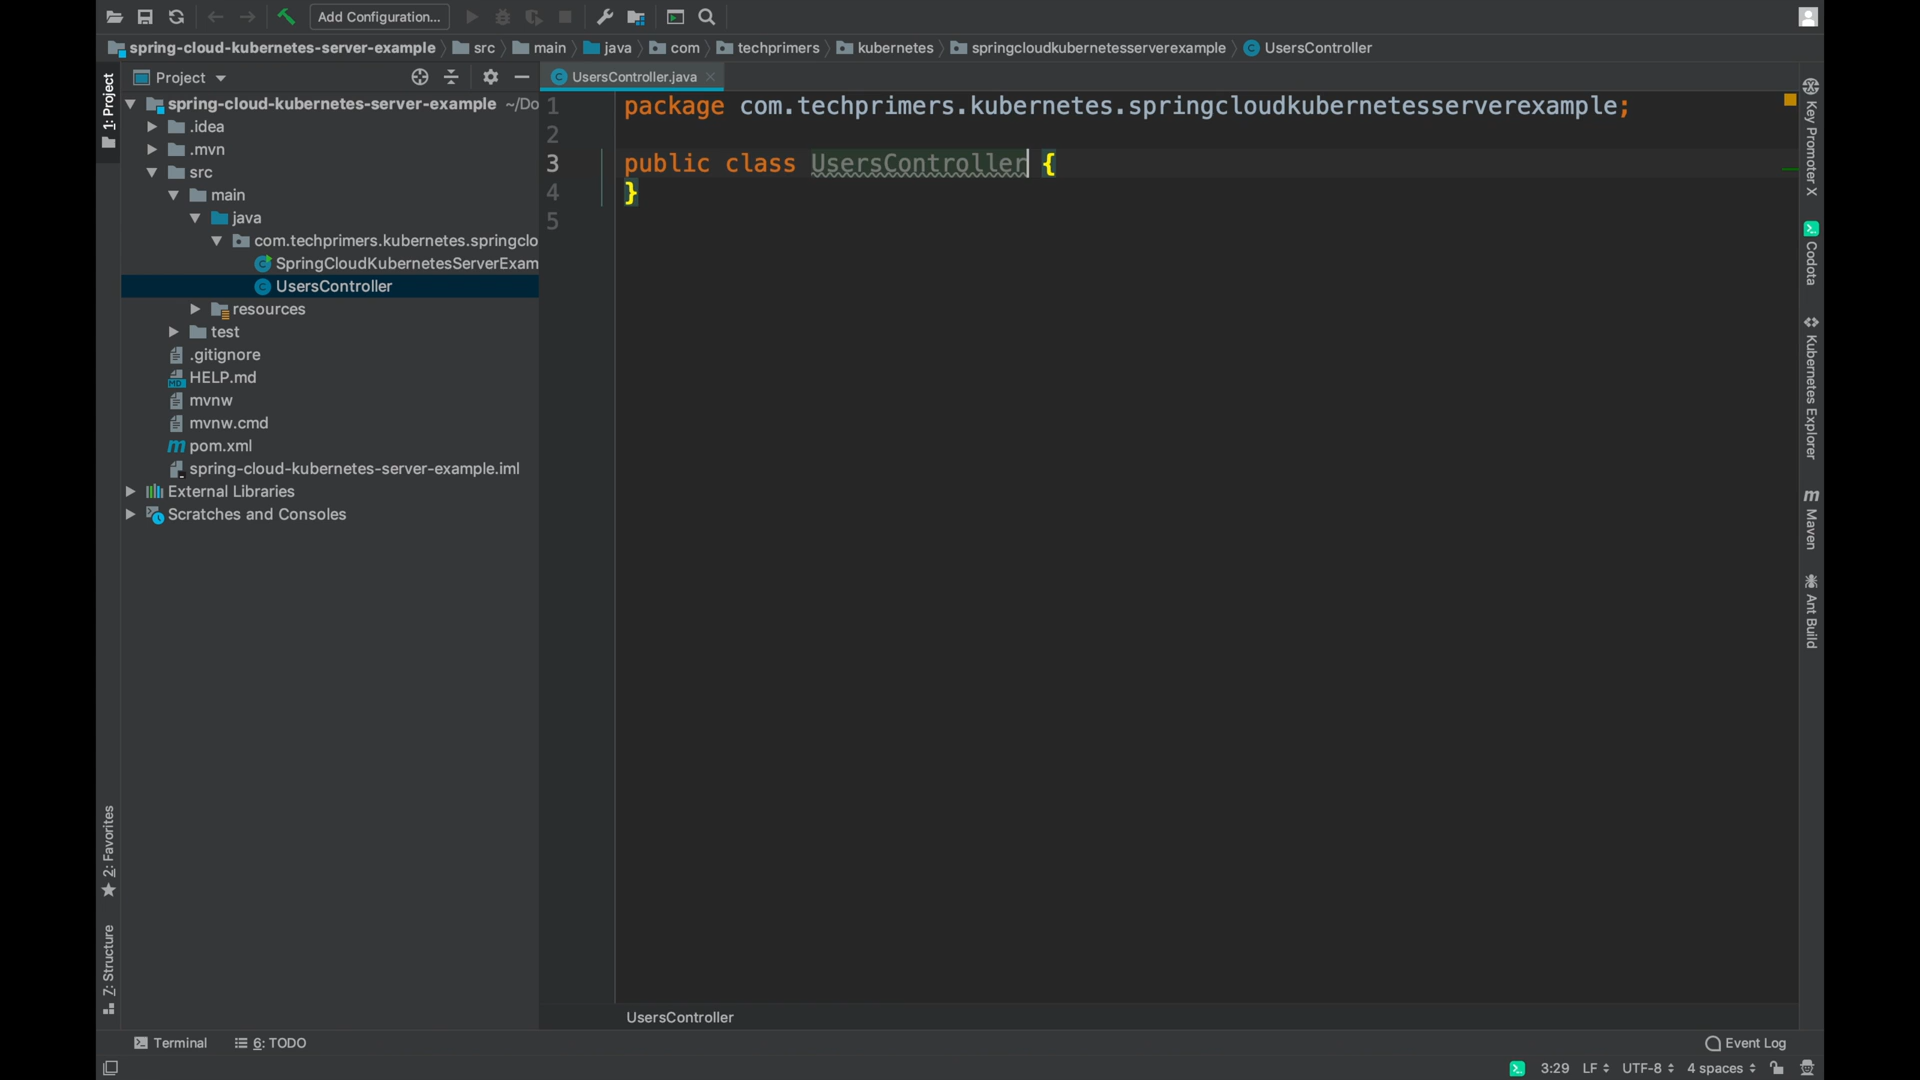 Add Configuration...
spring-cloud-kubernetes-server-example src main java com techprimers kubernetes springcloudkubernetesserverexample UsersController
1: Project
Project
UsersController.java
spring-cloud-kubernetes-server-example ~/Do
.idea
.mvn
src
main
java
com.techprimers.kubernetes.springclo
SpringCloudKubernetesServerExam
UsersController
resources
test
.gitignore
HELP.md
mvnw
mvnw.cmd
pom.xml
spring-cloud-kubernetes-server-example.iml
External Libraries
Scratches and Consoles
2: Favorites
Z: Structure
1 package com.techprimers.kubernetes.springcloudkubernetesserverexample;
2
3 public class UsersController {
4 }
5
Key Promoter X
Codota
Kubernetes Explorer
Maven
Ant Build
UsersController
Terminal 6: TODO Event Log
3:29 LF UTF-8 4 spaces